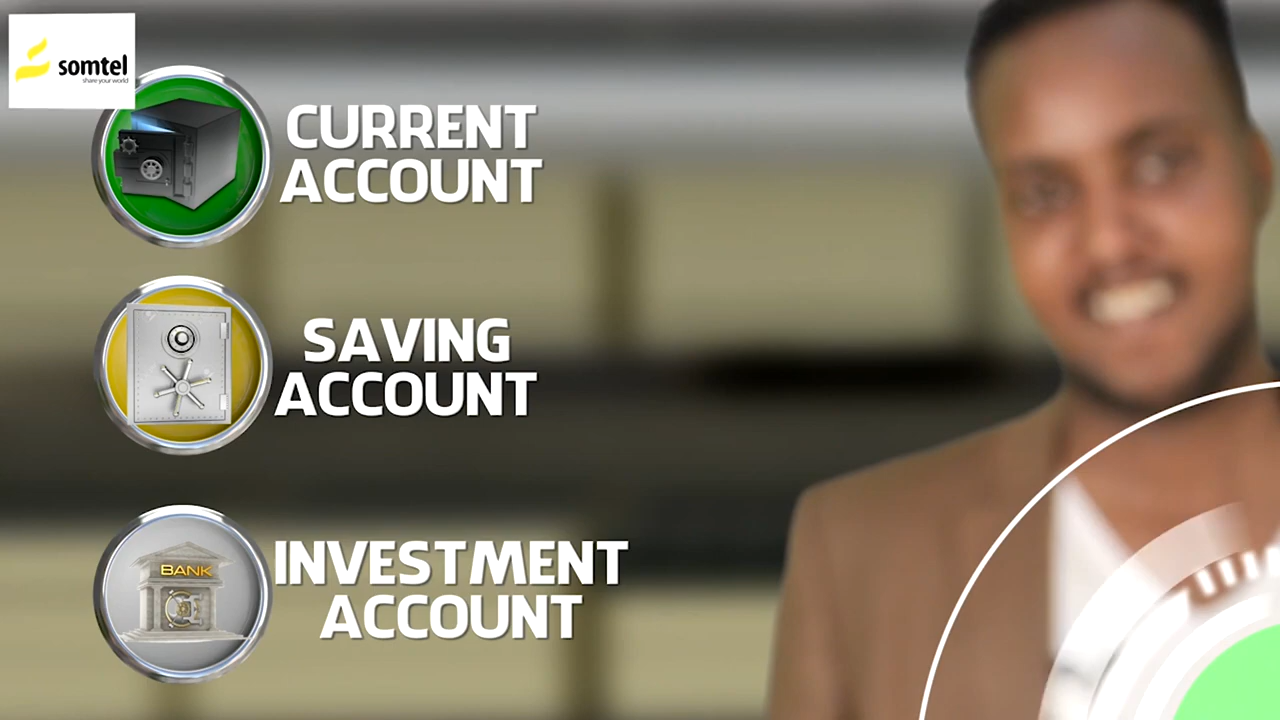 somtel
share your world
CURRENT
ACCOUNT
SAVING
ACCOUNT
INVESTMENT
ACCOUNT
BANK